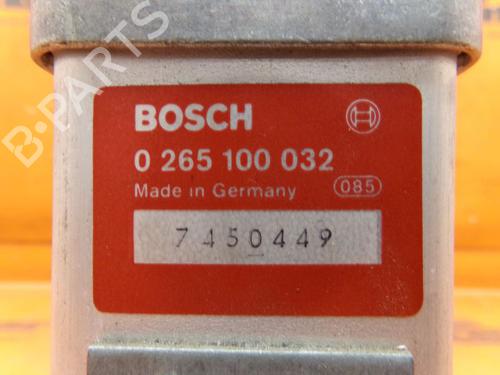 BOSCH
0 265 100 032
Made in Germany 085
7450449
B-PARTS